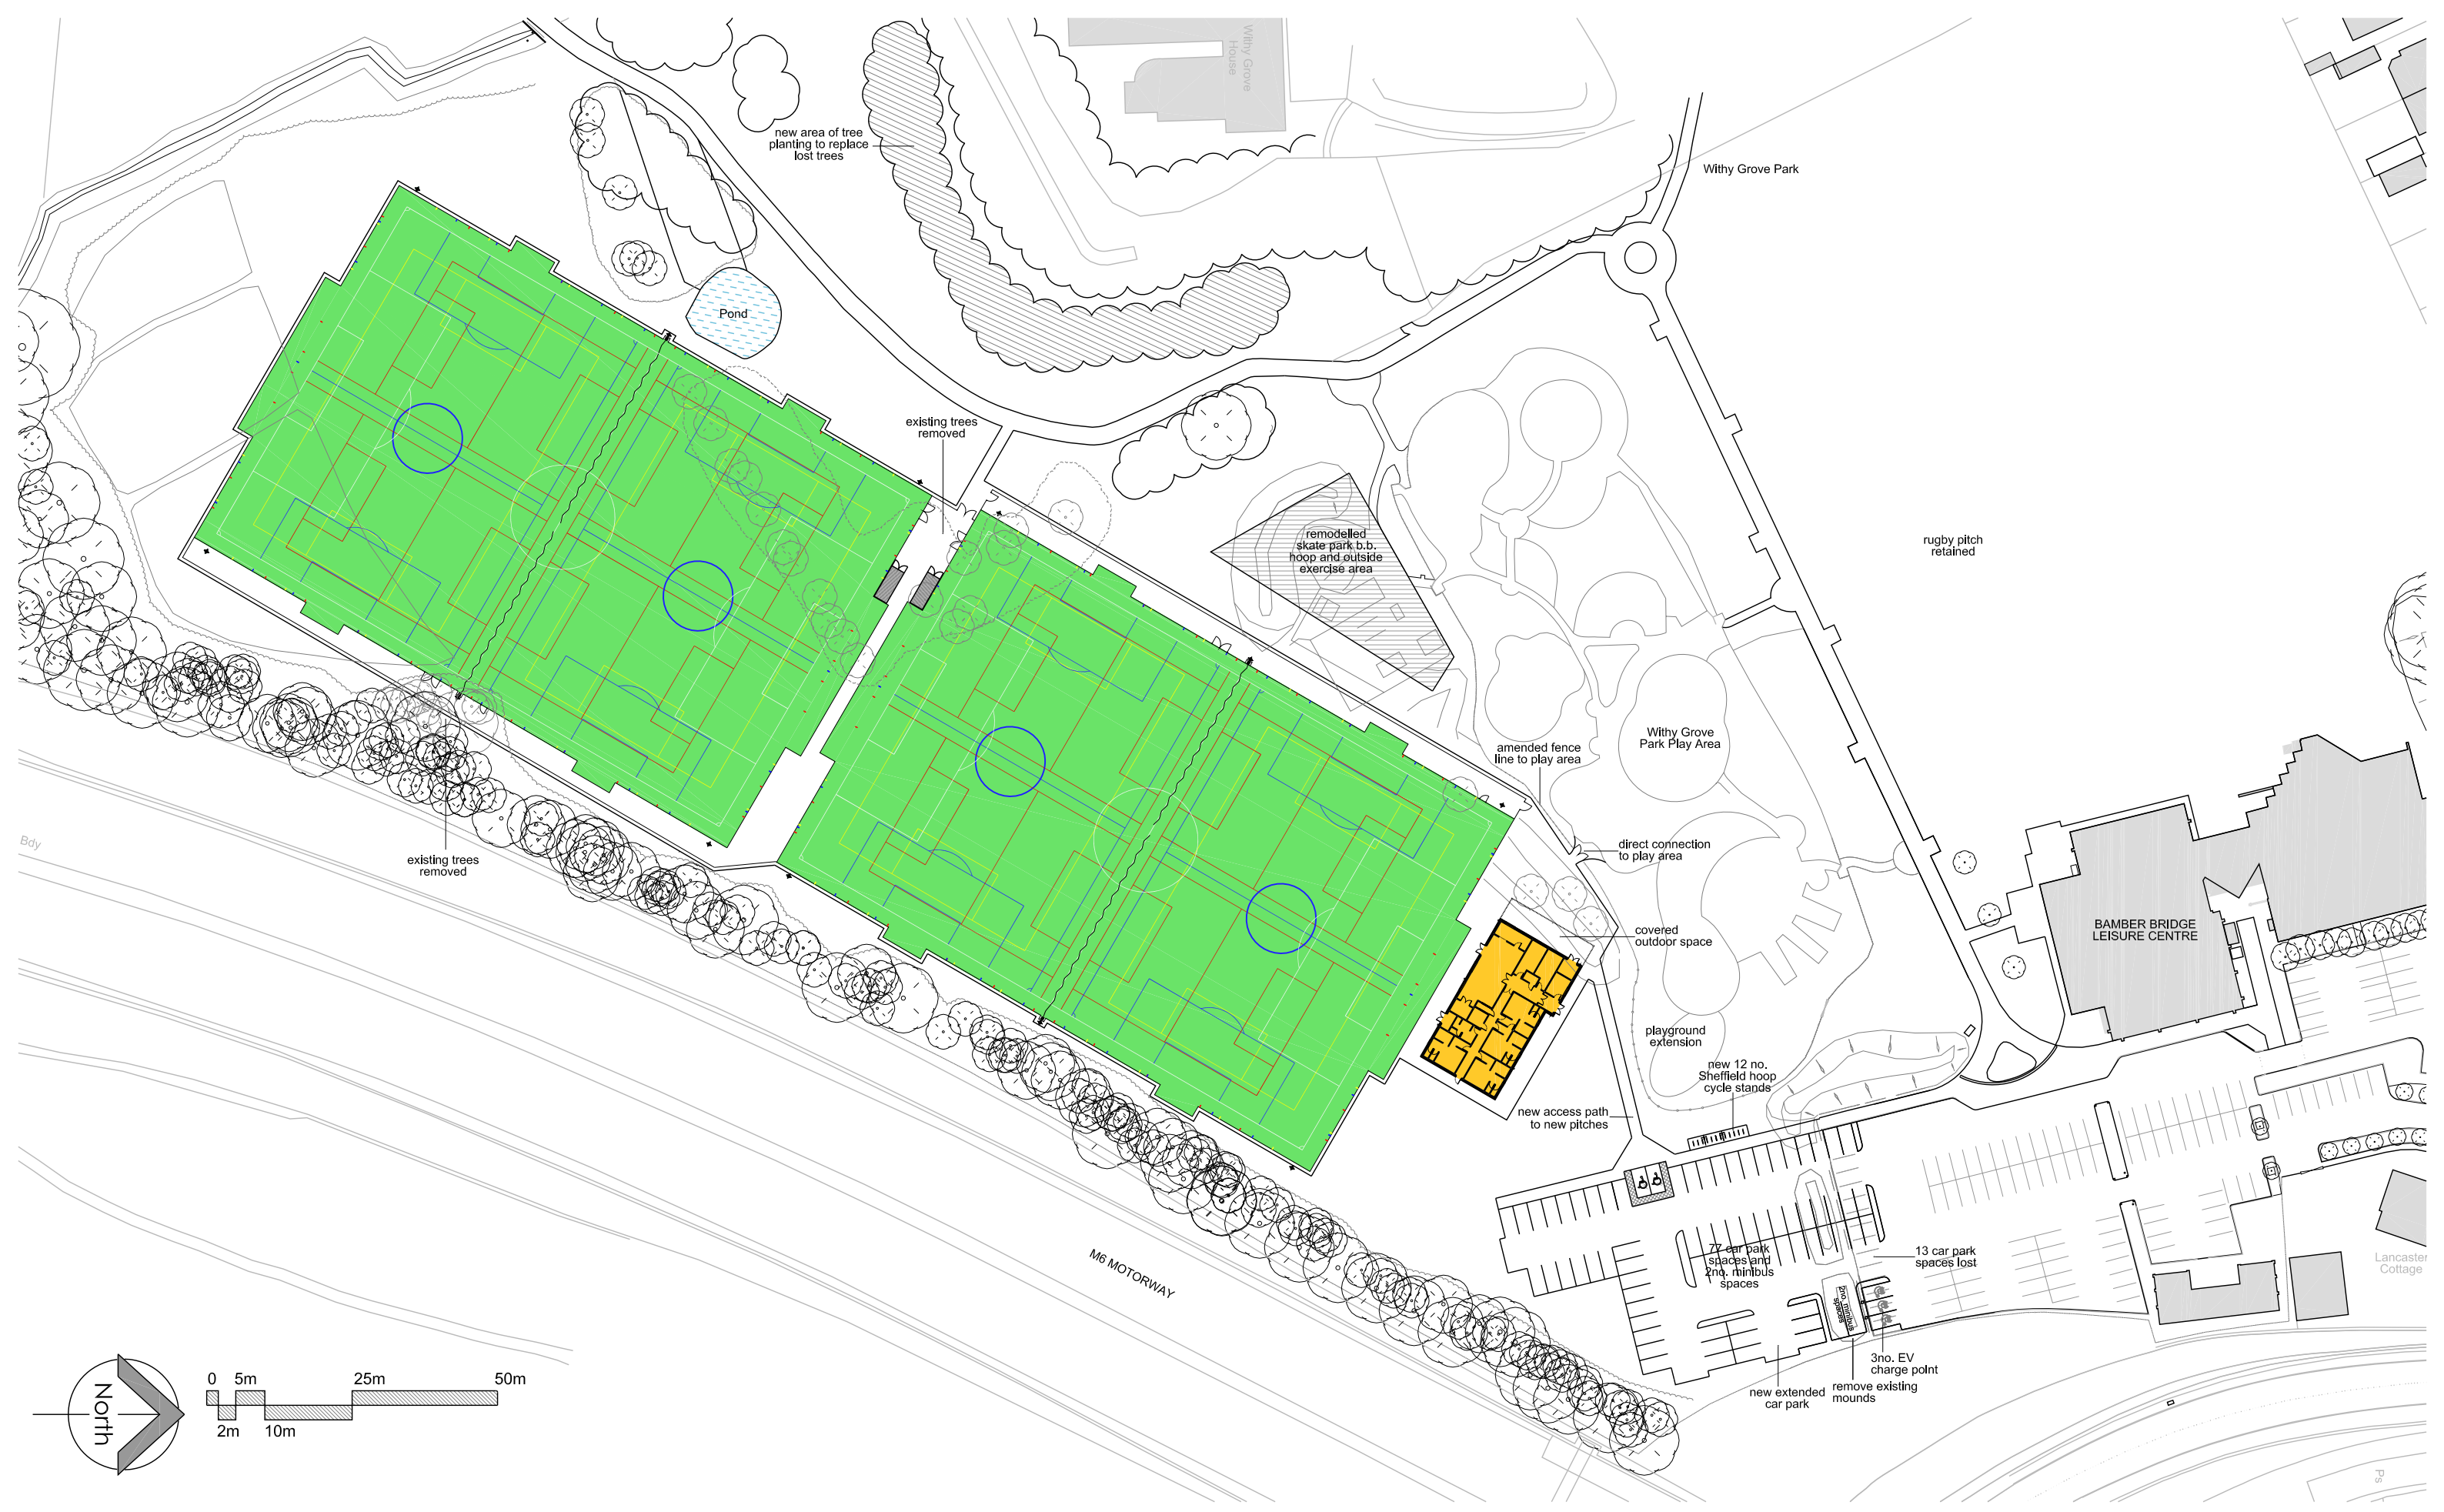 Withy Grove
House
new area of tree
planting to replace
lost trees
Withy Grove Park
Pond
existing trees
removed
remodelled
skate park b.b.
hoop and outside
exercise area
rugby pitch
retained
Withy Grove
Park Play Area
amended fence
line to play area
Bdy
existing trees
removed
direct connection
to play area
covered
outdoor space
BAMBER BRIDGE
LEISURE CENTRE
playground
extension
new 12 no.
Sheffield hoop
cycle stands
new access path
to new pitches
M6 MOTORWAY
77 car park
spaces and
2no. minibus
spaces
13 car park
spaces lost
Lancaster
Cottage
2no. minibus
spaces
3no. EV
charge point
new extended
car park
remove existing
mounds
North
0 5m 25m 50m
2m 10m
Ps